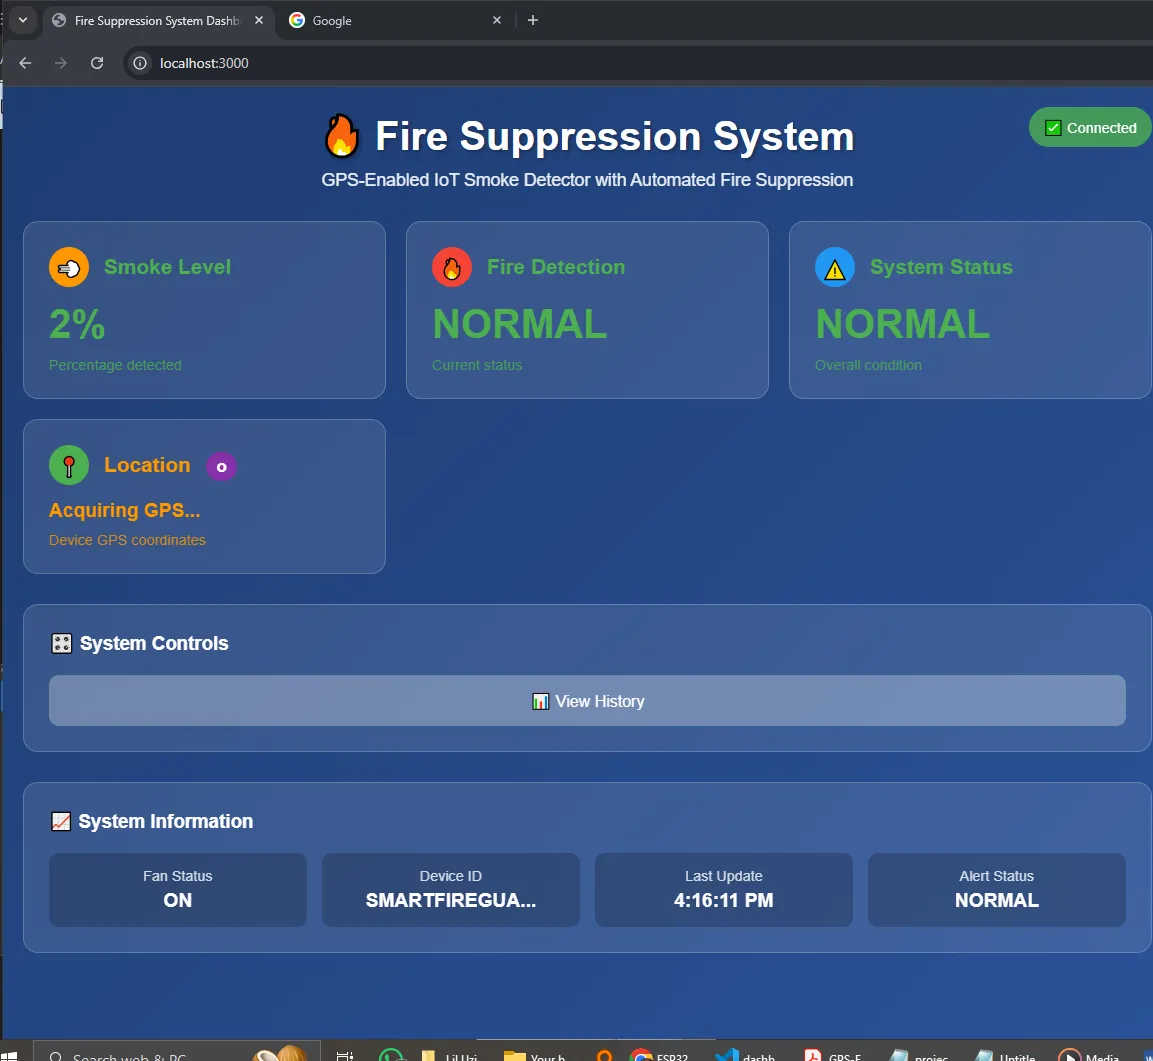 Fire Suppression System Dashb
Google
localhost:3000
Fire Suppression System
Connected
GPS-Enabled IoT Smoke Detector with Automated Fire Suppression
Smoke Level
2%
Percentage detected
Fire Detection
NORMAL
Current status
System Status
NORMAL
Overall condition
Location
o
Acquiring GPS...
Device GPS coordinates
System Controls
View History
System Information
Fan Status
ON
Device ID
SMARTFIREGUA...
Last Update
4:16:11 PM
Alert Status
NORMAL
Search web & PC
LiLUzi
Your h
ESP32
dashb
GPS-E
projec
Untitle
Media